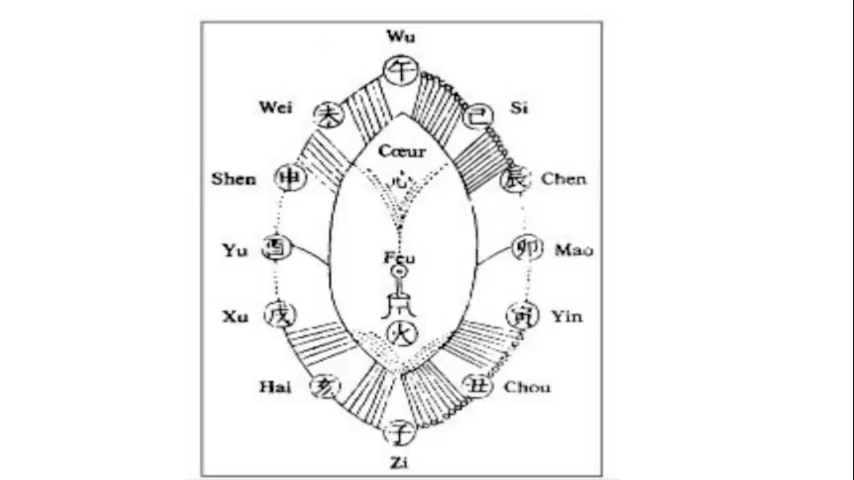 Wu
午
Wei 未
己 Si
Cœur
心
Shen 申
辰 Chen
Yu 酉
卯 Mao
Feu
火
Xu 戌
寅 Yin
Hai 亥
丑 Chou
子
Zi